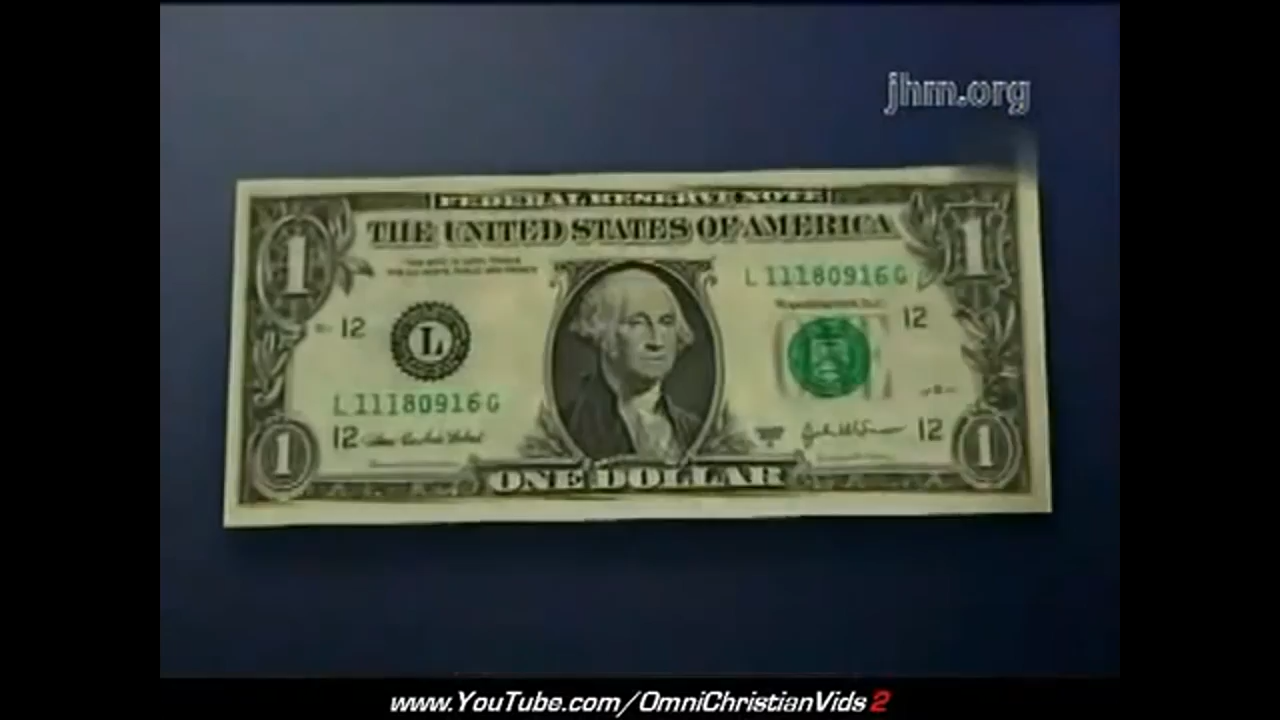 jhm.org
FEDERAL RESERVE NOTE
THE UNITED STATES OF AMERICA
1
1
L 11180916 G
12
L
12
L 11180916 G
12
12
1
1
ONE DOLLAR
www.YouTube.com/OmniChristianVids 2